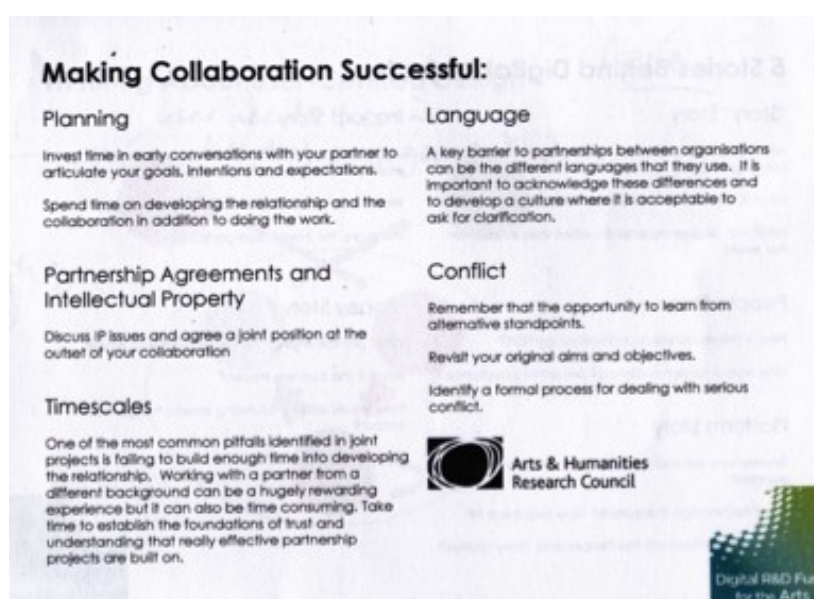 Making Collaboration Successful:
Planning
Invest time in early conversations with your partner to
articulate your goals, intentions and expectations.
Spend time on developing the relationship and the
collaboration in addition to doing the work.
Partnership Agreements and
Intellectual Property
Discuss IP issues and agree a joint position at the
outset of your collaboration
Timescales
One of the most common pitfalls identified in joint
projects is failing to build enough time into developing
the relationship. Working with a partner from a
different background can be a hugely rewarding
experience but it can also be time consuming. Take
time to establish the foundations of trust and
understanding that really effective partnership
projects are built on.
Language
A key barrier to partnerships between organisations
can be the different languages that they use. It is
important to acknowledge these differences and
to develop a culture where it is acceptable to
ask for clarification.
Conflict
Remember that the opportunity to learn from
alternative standpoints.
Revisit your original aims and objectives.
Identify a formal process for dealing with serious
conflict.
Arts & Humanities
Research Council
Digital R&D Fu
for the Arts